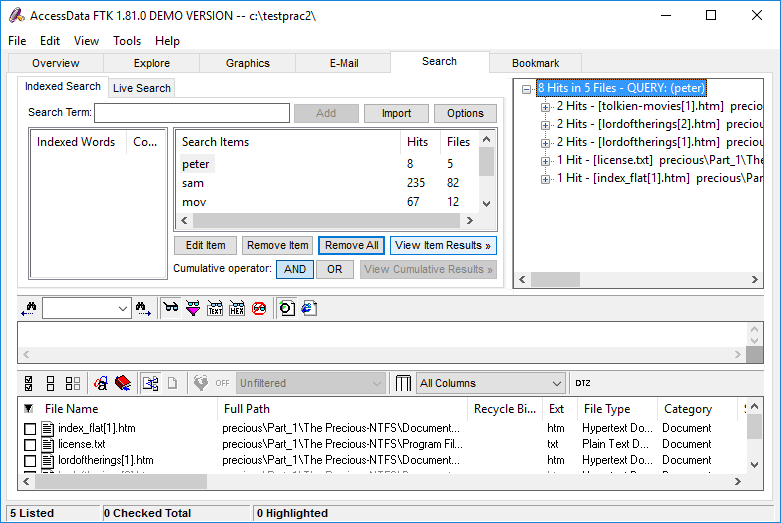 AccessData FTK 1.81.0 DEMO VERSION -- c:\testprac2\
File Edit View Tools Help
Overview Explore Graphics E-Mail Search Bookmark
Indexed Search Live Search
Search Term: Add Import Options
Indexed Words Co...
Search Items Hits Files
peter 8 5
sam 235 82
mov 67 12
Edit Item Remove Item Remove All View Item Results »
Cumulative operator: AND OR View Cumulative Results »
8 Hits in 5 Files - QUERY: (peter)
2 Hits - [tolkien-movies[1].htm] precio
2 Hits - [lordoftherings[2].htm] preciou
2 Hits - [lordoftherings[1].htm] preciou
1 Hit - [license.txt] precious\Part_1\The
1 Hit - [index_flat[1].htm] precious\Pa
TEXT HEX
OFF Unfiltered All Columns DTZ
File Name Full Path Recycle Bi... Ext File Type Category S
index_flat[1].htm precious\Part_1\The Precious-NTFS\Document... htm Hypertext Do... Document
license.txt precious\Part_1\The Precious-NTFS\Program Fil... txt Plain Text D... Document
lordoftherings[1].htm precious\Part_1\The Precious-NTFS\Document... htm Hypertext Do... Document
5 Listed 0 Checked Total 0 Highlighted